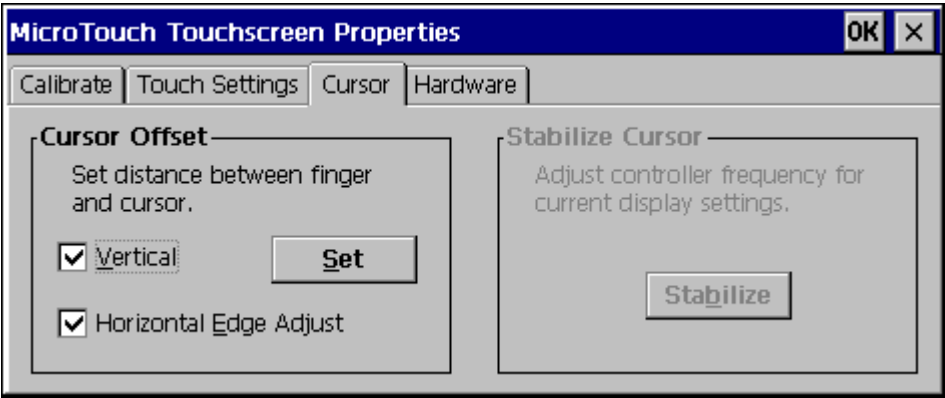 MicroTouch Touchscreen Properties
OK
Calibrate
Touch Settings
Cursor
Hardware
Cursor Offset
Set distance between finger
and cursor.
Vertical
Set
Horizontal Edge Adjust
Stabilize Cursor
Adjust controller frequency for
current display settings.
Stabilize